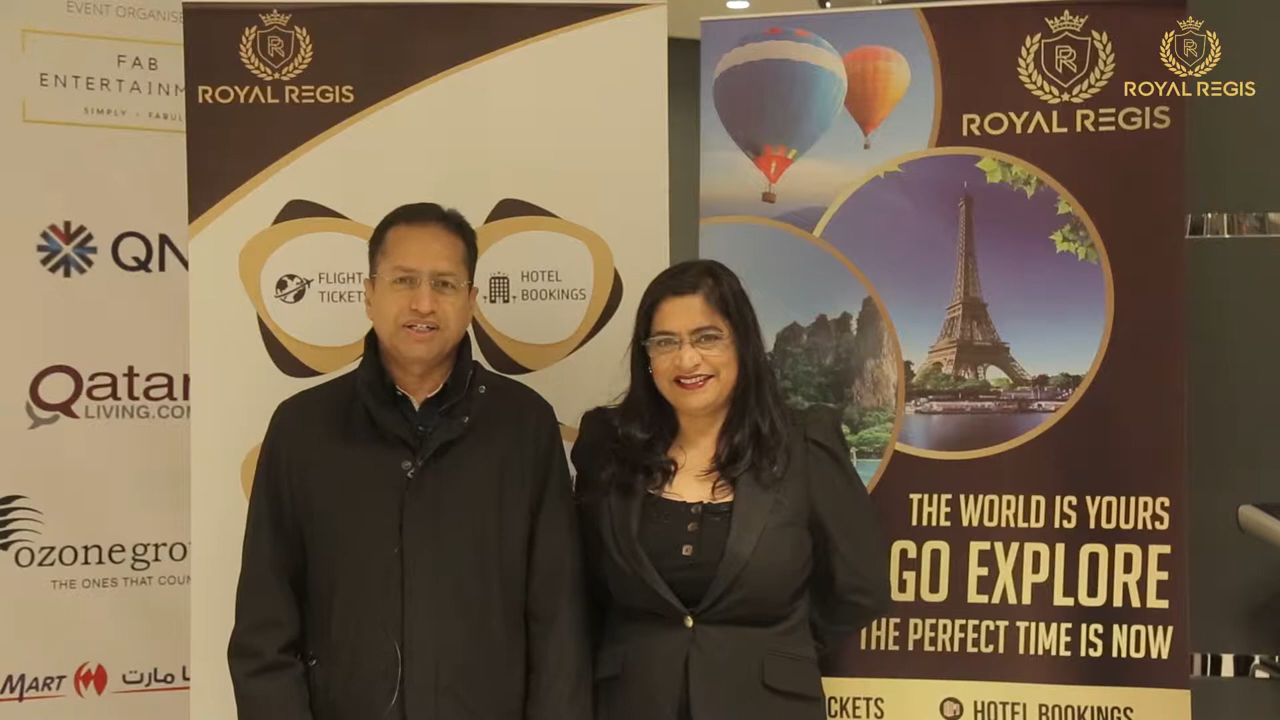 EVENT ORGANISE
FAB
ENTERTAINM
SIMPLY - FABUL
QN
Qatar
LIVING.CO
ozonegro
THE ONES THAT COUN
MART
مارت
R
ROYAL REGIS
FLIGHT
TICKET
HOTEL
BOOKINGS
R
ROYAL REGIS
THE WORLD IS YOURS
GO EXPLORE
THE PERFECT TIME IS NOW
CKETS
HOTEL BOOKINGS
R
ROYAL REGIS